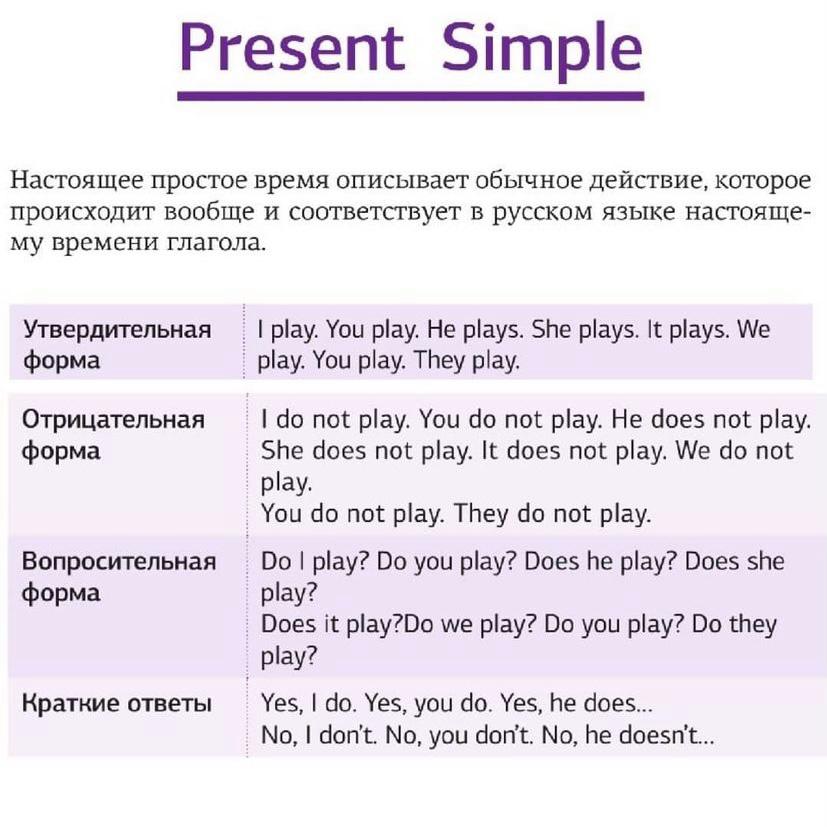 Present Simple
Настоящее простое время описывает обычное действие, которое
происходит вообще и соответствует в русском языке настояще-
му времени глагола.
Утвердительная
форма
I play. You play. He plays. She plays. It plays. We
play. You play. They play.
Отрицательная
форма
I do not play. You do not play. He does not play.
She does not play. It does not play. We do not
play.
You do not play. They do not play.
Вопросительная
форма
Do I play? Do you play? Does he play? Does she
play?
Does it play?Do we play? Do you play? Do they
play?
Краткие ответы
Yes, I do. Yes, you do. Yes, he does...
No, I don't. No, you don't. No, he doesn't...